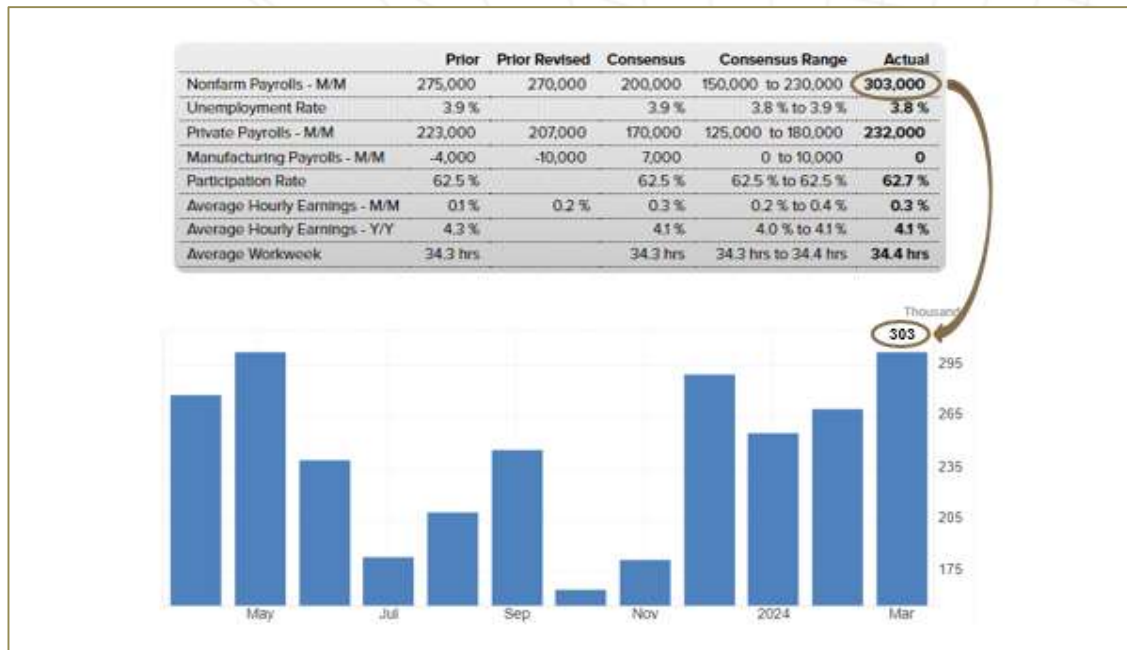 Prior Prior Revised Consensus Consensus Range Actual
Nonfarm Payrolls - M/M 275,000 270,000 200,000 150,000 to 230,000 303,000
Unemployment Rate 3.9 % 3.9 % 3.8 % to 3.9 % 3.8 %
Private Payrolls - M/M 223,000 207,000 170,000 125,000 to 180,000 232,000
Manufacturing Payrolls - M/M -4,000 -10,000 7,000 0 to 10,000 0
Participation Rate 62.5 % 62.5 % 62.5 % to 62.5 % 62.7 %
Average Hourly Earnings - M/M 0.1 % 0.2 % 0.3 % 0.2 % to 0.4 % 0.3 %
Average Hourly Earnings - Y/Y 4.3 % 4.1 % 4.0 % to 4.1 % 4.1 %
Average Workweek 34.3 hrs 34.3 hrs 34.3 hrs to 34.4 hrs 34.4 hrs
Thousand
303
295
265
235
205
175
May Jul Sep Nov 2024 Mar